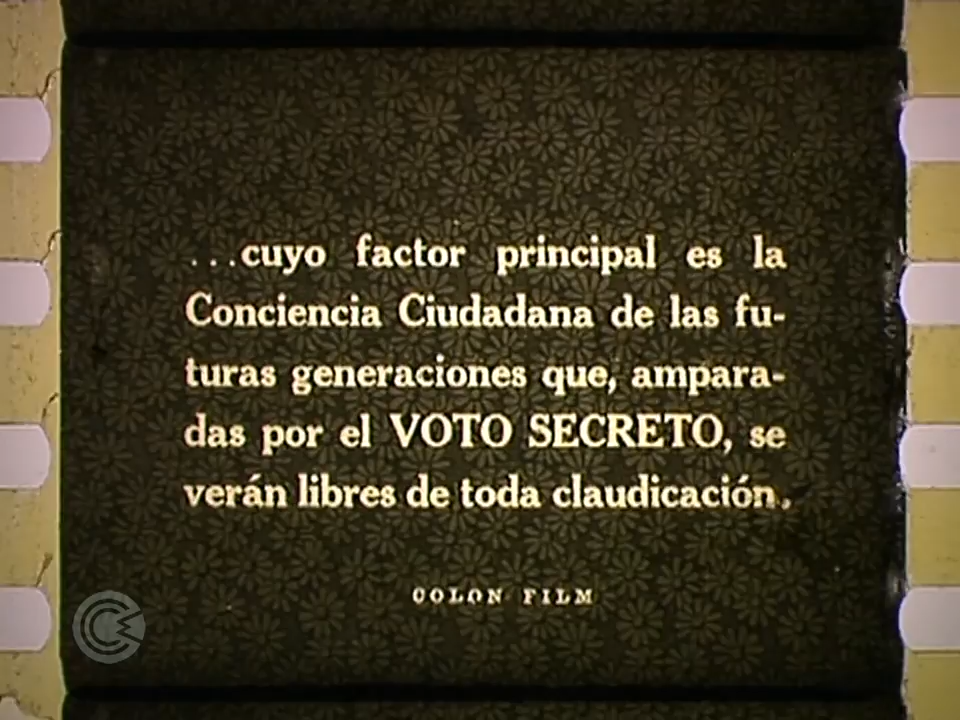 ...cuyo factor principal es la
Conciencia Ciudadana de las fu-
turas generaciones que, ampara-
das por el VOTO SECRETO, se
verán libres de toda claudicación.
COLON FILM